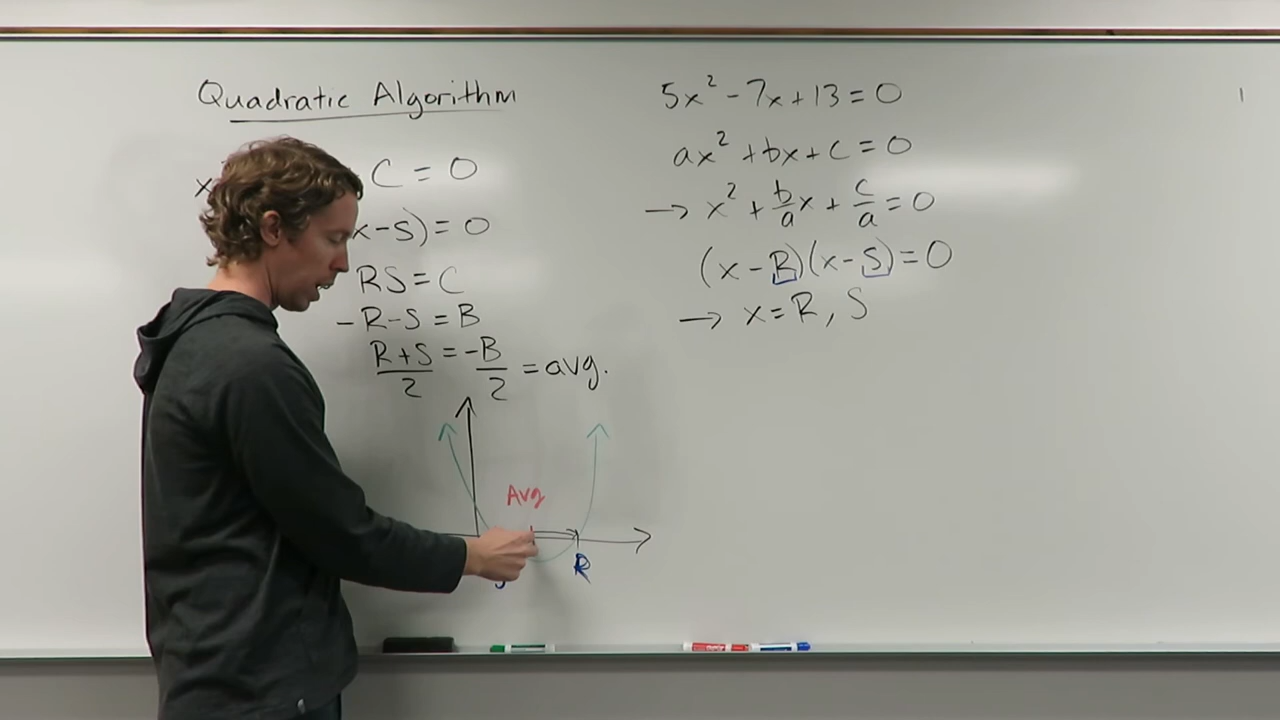 Quadratic Algorithm
x C = 0
x-S) = 0
RS = C
-R-S = B
R+S/2 = -B/2 = avg.
Avg
R
5x² - 7x + 13 = 0
ax² + bx + c = 0
→ x² + b/a x + c/a = 0
(x - R)(x - S) = 0
→ x = R, S